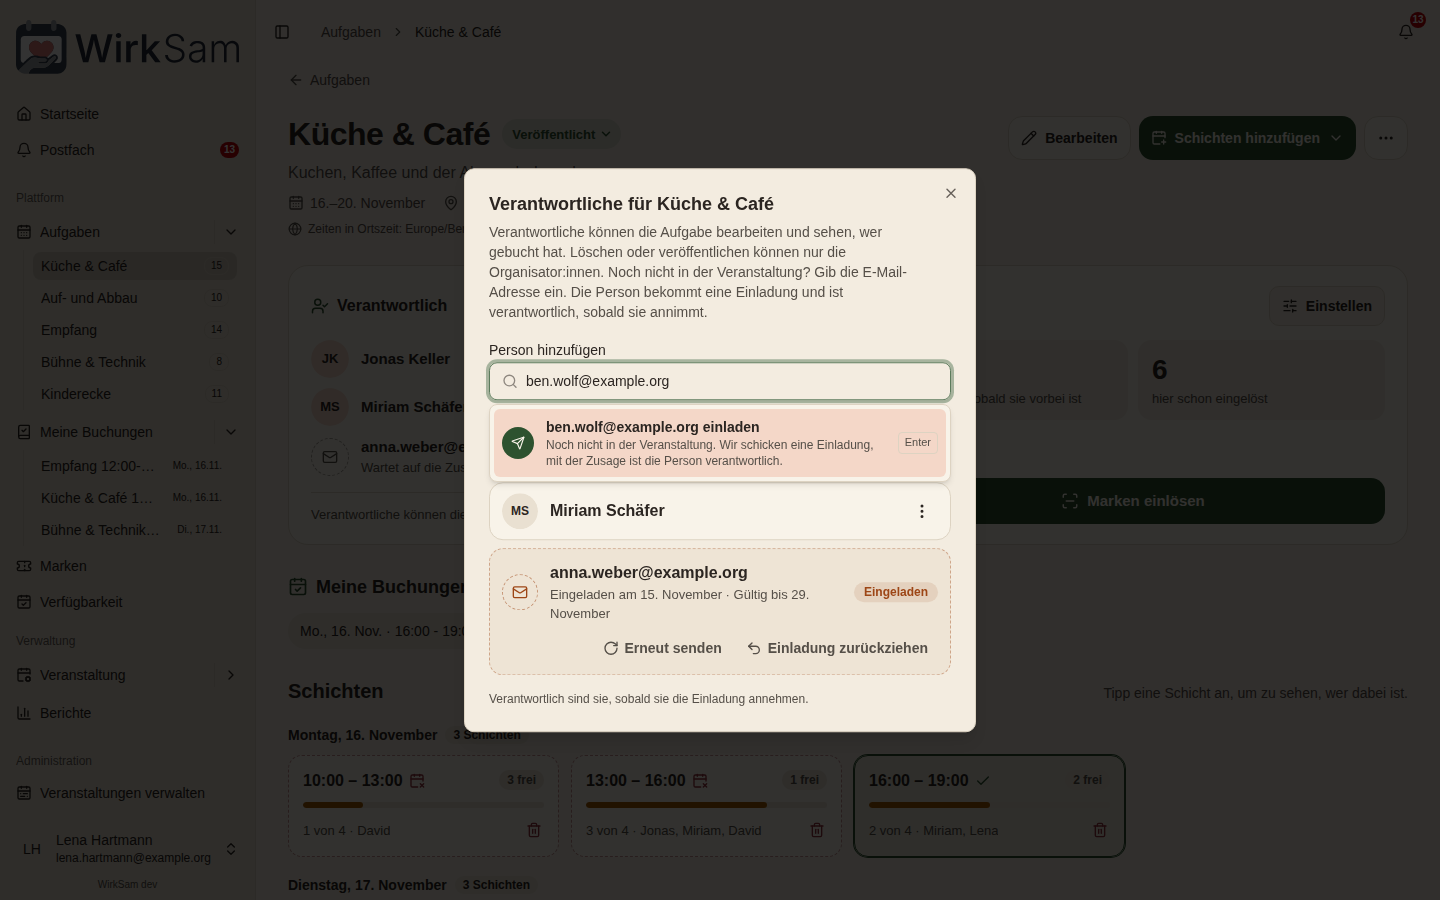 WirkSam
Aufgaben
Küche & Café
13
Aufgaben
Startseite
Postfach
13
Küche & Café
Veröffentlicht
Bearbeiten
Schichten hinzufügen
Kuchen, Kaffee und der
16.–20. November
Zeiten in Ortszeit:
Plattform
Aufgaben
Küche & Café 15
Auf- und Abbau 10
Empfang 14
Bühne & Technik 8
Kinderecke 11
Meine Buchungen
Empfang 12:00-… Mo., 16.11.
Küche & Café 1… Mo., 16.11.
Bühne & Technik… Di., 17.11.
Marken
Verfügbarkeit
Verwaltung
Veranstaltung
Berichte
Administration
Veranstaltungen verwalten
LH
Lena Hartmann
lena.hartmann@example.org
WirkSam dev
Verantwortlich
JK Jonas Keller
MS Miriam Schäfe
anna.weber@e
Wartet auf die Zus
Verantwortliche können die
Einstellen
6
sobald sie vorbei ist
hier schon eingelöst
Marken einlösen
Verantwortliche für Küche & Café
Verantwortliche können die Aufgabe bearbeiten und sehen, wer
gebucht hat. Löschen oder veröffentlichen können nur die
Organisator:innen. Noch nicht in der Veranstaltung? Gib die E-Mail-
Adresse ein. Die Person bekommt eine Einladung und ist
verantwortlich, sobald sie annimmt.
Person hinzufügen
ben.wolf@example.org
ben.wolf@example.org einladen
Noch nicht in der Veranstaltung. Wir schicken eine Einladung,
mit der Zusage ist die Person verantwortlich.
Enter
MS Miriam Schäfer
anna.weber@example.org
Eingeladen am 15. November · Gültig bis 29.
November
Eingeladen
Erneut senden
Einladung zurückziehen
Verantwortlich sind sie, sobald sie die Einladung annehmen.
Meine Buchungen
Mo., 16. Nov. · 16:00 - 19:0
Schichten
Tipp eine Schicht an, um zu sehen, wer dabei ist.
Montag, 16. November 3 Schichten
10:00 – 13:00 3 frei
1 von 4 · David
13:00 – 16:00 1 frei
3 von 4 · Jonas, Miriam, David
16:00 – 19:00 2 frei
2 von 4 · Miriam, Lena
Dienstag, 17. November 3 Schichten